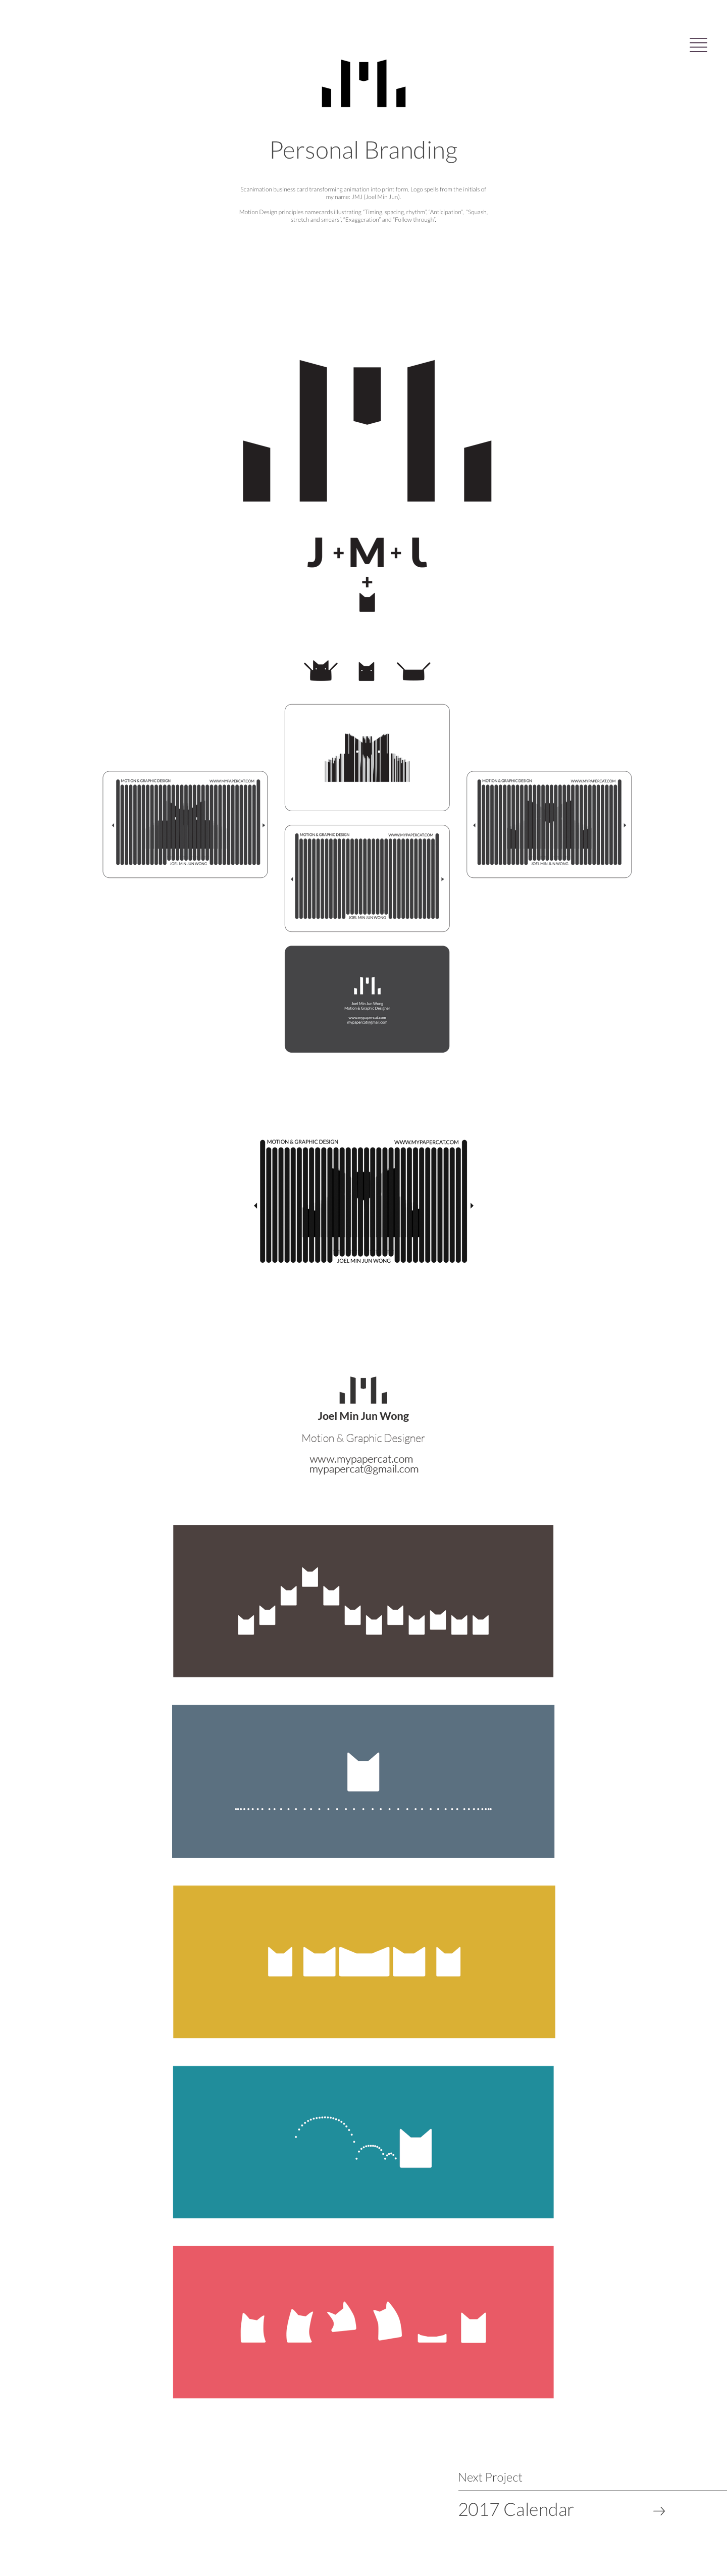 Personal Branding
Scanimation business card transforming animation into print form. Logo spells from the initials of
my name: JMJ (Joel Min Jun).
Motion Design principles namecards illustrating "Timing, spacing, rhythm", "Anticipation", "Squash,
stretch and smears", "Exaggeration" and "Follow through".
J + M + J
+
MOTION & GRAPHIC DESIGN WWW.MYPAPERCAT.COM
JOEL MIN JUN WONG
MOTION & GRAPHIC DESIGN WWW.MYPAPERCAT.COM
JOEL MIN JUN WONG
MOTION & GRAPHIC DESIGN WWW.MYPAPERCAT.COM
JOEL MIN JUN WONG
Joel Min Jun Wong
Motion & Graphic Designer
www.mypapercat.com
mypapercat@gmail.com
MOTION & GRAPHIC DESIGN WWW.MYPAPERCAT.COM
JOEL MIN JUN WONG
Joel Min Jun Wong
Motion & Graphic Designer
www.mypapercat.com
mypapercat@gmail.com
Next Project
2017 Calendar